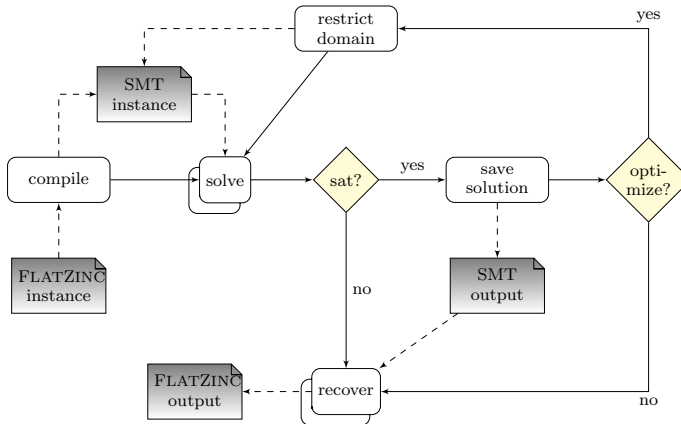 restrict
domain
yes
SMT
instance
compile
solve
sat?
yes
save
solution
opti-
mize?
FLATZINC
instance
SMT
output
no
FLATZINC
output
recover
no